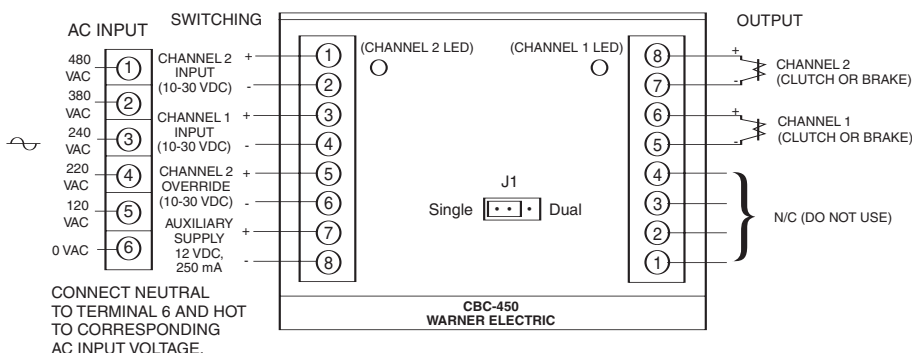 AC INPUT
480
VAC
1
380
VAC
2
240
VAC
3
220
VAC
4
120
VAC
5
0 VAC
6
CONNECT NEUTRAL
TO TERMINAL 6 AND HOT
TO CORRESPONDING
AC INPUT VOLTAGE.
SWITCHING
CHANNEL 2
INPUT
(10-30 VDC)
+ 1
- 2
CHANNEL 1
INPUT
(10-30 VDC)
+ 3
- 4
CHANNEL 2
OVERRIDE
(10-30 VDC)
+ 5
- 6
AUXILIARY
SUPPLY
12 VDC,
250 mA
+ 7
- 8
(CHANNEL 2 LED)
(CHANNEL 1 LED)
J1
Single Dual
CBC-450
WARNER ELECTRIC
OUTPUT
8 +
7 -
CHANNEL 2
(CLUTCH OR BRAKE)
6 +
5 -
CHANNEL 1
(CLUTCH OR BRAKE)
4
3
2
1
N/C (DO NOT USE)